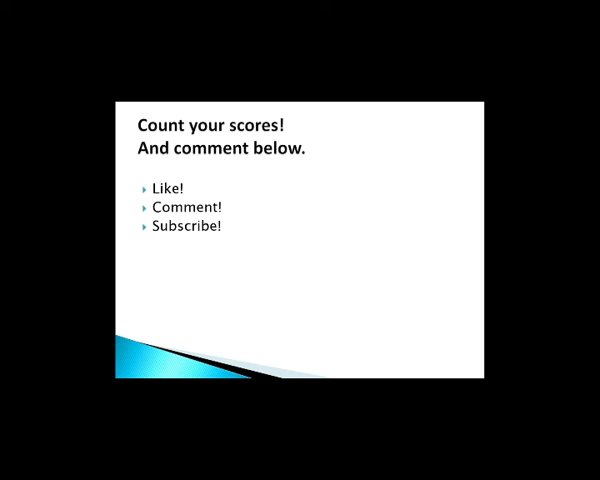 Count your scores!
And comment below.
Like!
Comment!
Subscribe!